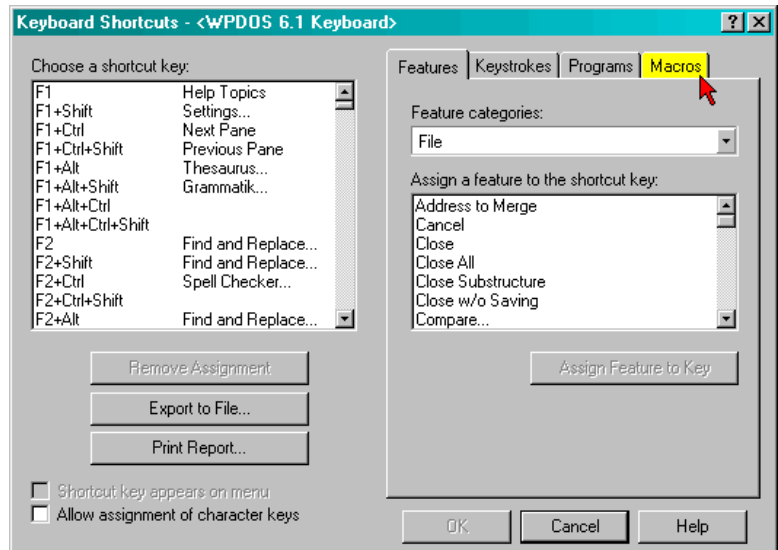 Keyboard Shortcuts - <WPDOS 6.1 Keyboard>
Choose a shortcut key:
F1 Help Topics
F1+Shift Settings...
F1+Ctrl Next Pane
F1+Ctrl+Shift Previous Pane
F1+Alt Thesaurus...
F1+Alt+Shift Grammatik...
F1+Alt+Ctrl
F1+Alt+Ctrl+Shift
F2 Find and Replace...
F2+Shift Find and Replace...
F2+Ctrl Spell Checker...
F2+Ctrl+Shift
F2+Alt Find and Replace...
Remove Assignment
Export to File...
Print Report...
Shortcut key appears on menu
Allow assignment of character keys
Features Keystrokes Programs Macros
Feature categories:
File
Assign a feature to the shortcut key:
Address to Merge
Cancel
Close
Close All
Close Substructure
Close w/o Saving
Compare...
Assign Feature to Key
OK Cancel Help